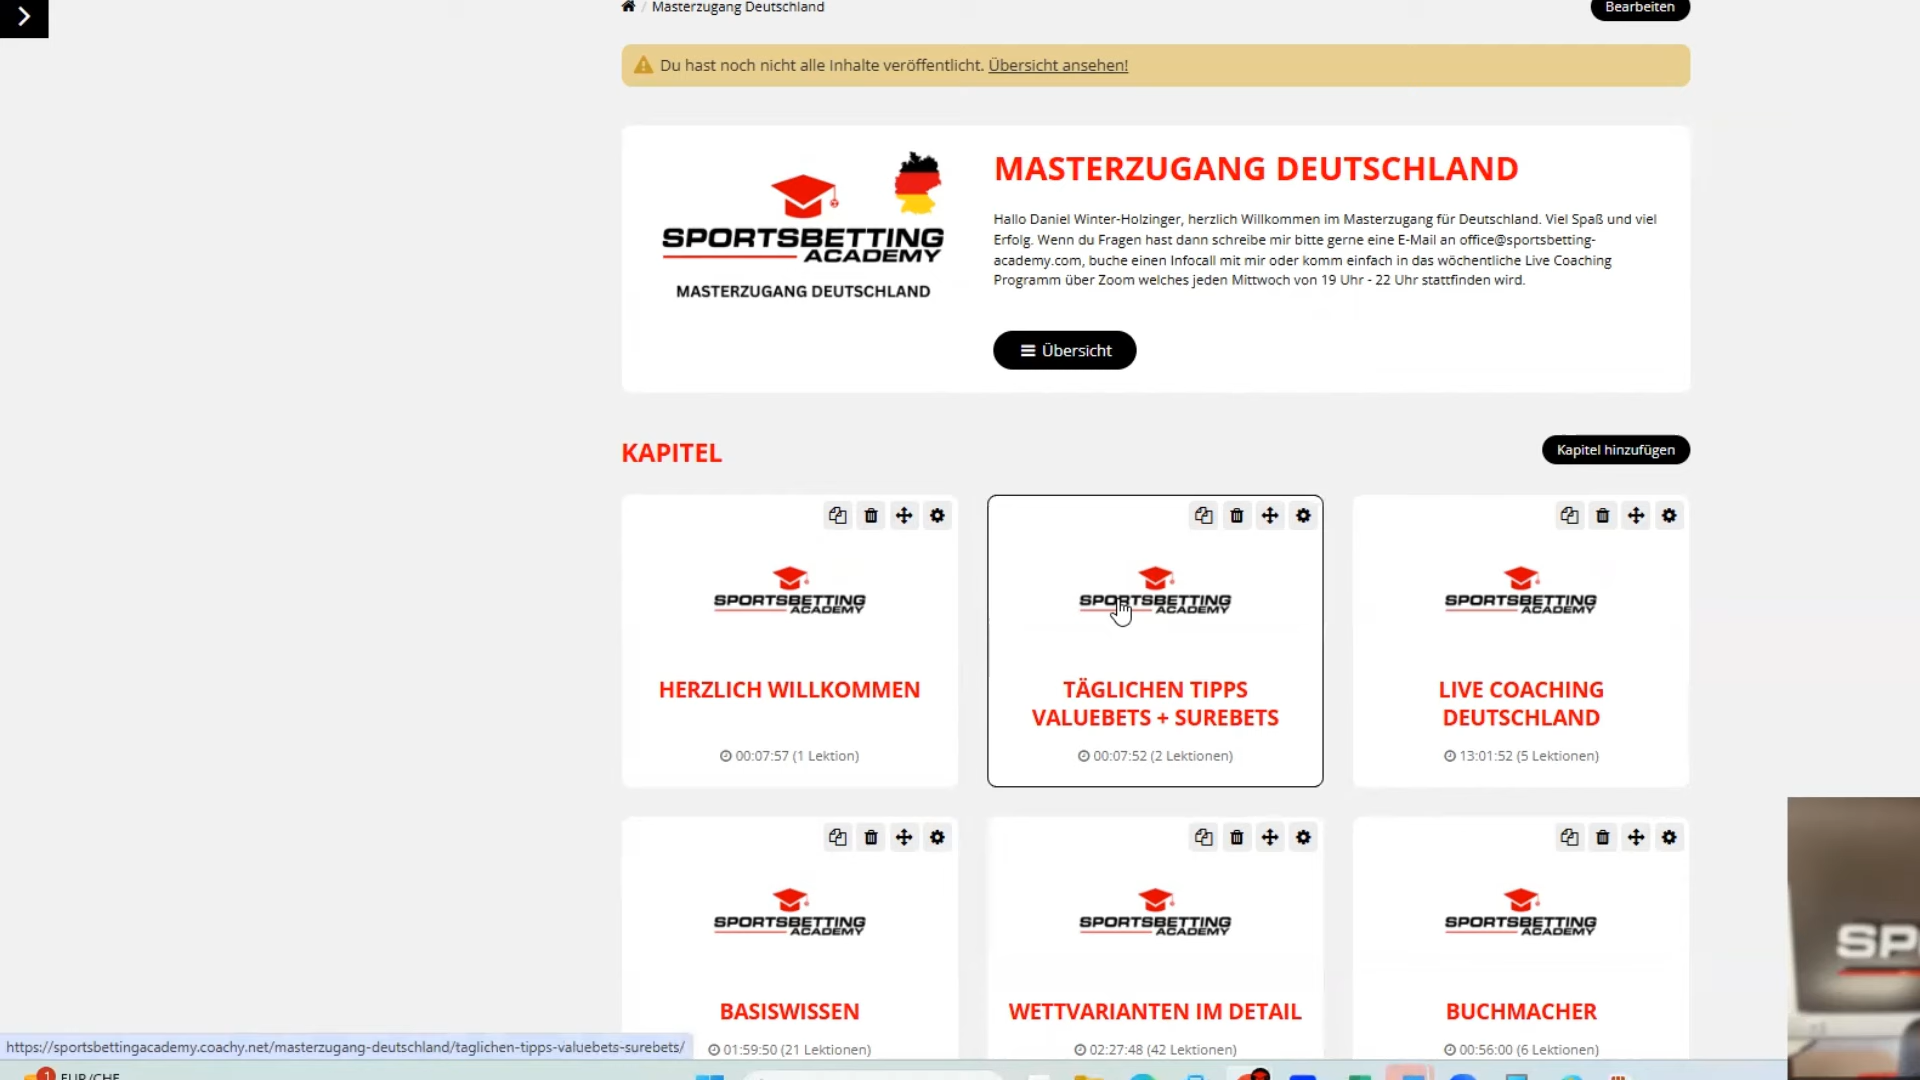 Masterzugang Deutschland
Bearbeiten
Du hast noch nicht alle Inhalte veröffentlicht. Übersicht ansehen!
SPORTSBETTING
ACADEMY
MASTERZUGANG DEUTSCHLAND
MASTERZUGANG DEUTSCHLAND
Hallo Daniel Winter-Holzinger, herzlich Willkommen im Masterzugang für Deutschland. Viel Spaß und viel
Erfolg. Wenn du Fragen hast dann schreibe mir bitte gerne eine E-Mail an office@sportsbetting-
academy.com, buche einen Infocall mit mir oder komm einfach in das wöchentliche Live Coaching
Programm über Zoom welches jeden Mittwoch von 19 Uhr - 22 Uhr stattfinden wird.
Übersicht
KAPITEL
Kapitel hinzufügen
SPORTSBETTING
ACADEMY
HERZLICH WILLKOMMEN
00:07:57 (1 Lektion)
SPORTSBETTING
ACADEMY
TÄGLICHEN TIPPS
VALUEBETS + SUREBETS
00:07:52 (2 Lektionen)
SPORTSBETTING
ACADEMY
LIVE COACHING
DEUTSCHLAND
13:01:52 (5 Lektionen)
SPORTSBETTING
ACADEMY
BASISWISSEN
01:59:50 (21 Lektionen)
SPORTSBETTING
ACADEMY
WETTVARIANTEN IM DETAIL
02:27:48 (42 Lektionen)
SPORTSBETTING
ACADEMY
BUCHMACHER
00:56:00 (6 Lektionen)
SP
https://sportsbettingacademy.coachy.net/masterzugang-deutschland/taglichen-tipps-valuebets-surebets/
1
EUR/CHF